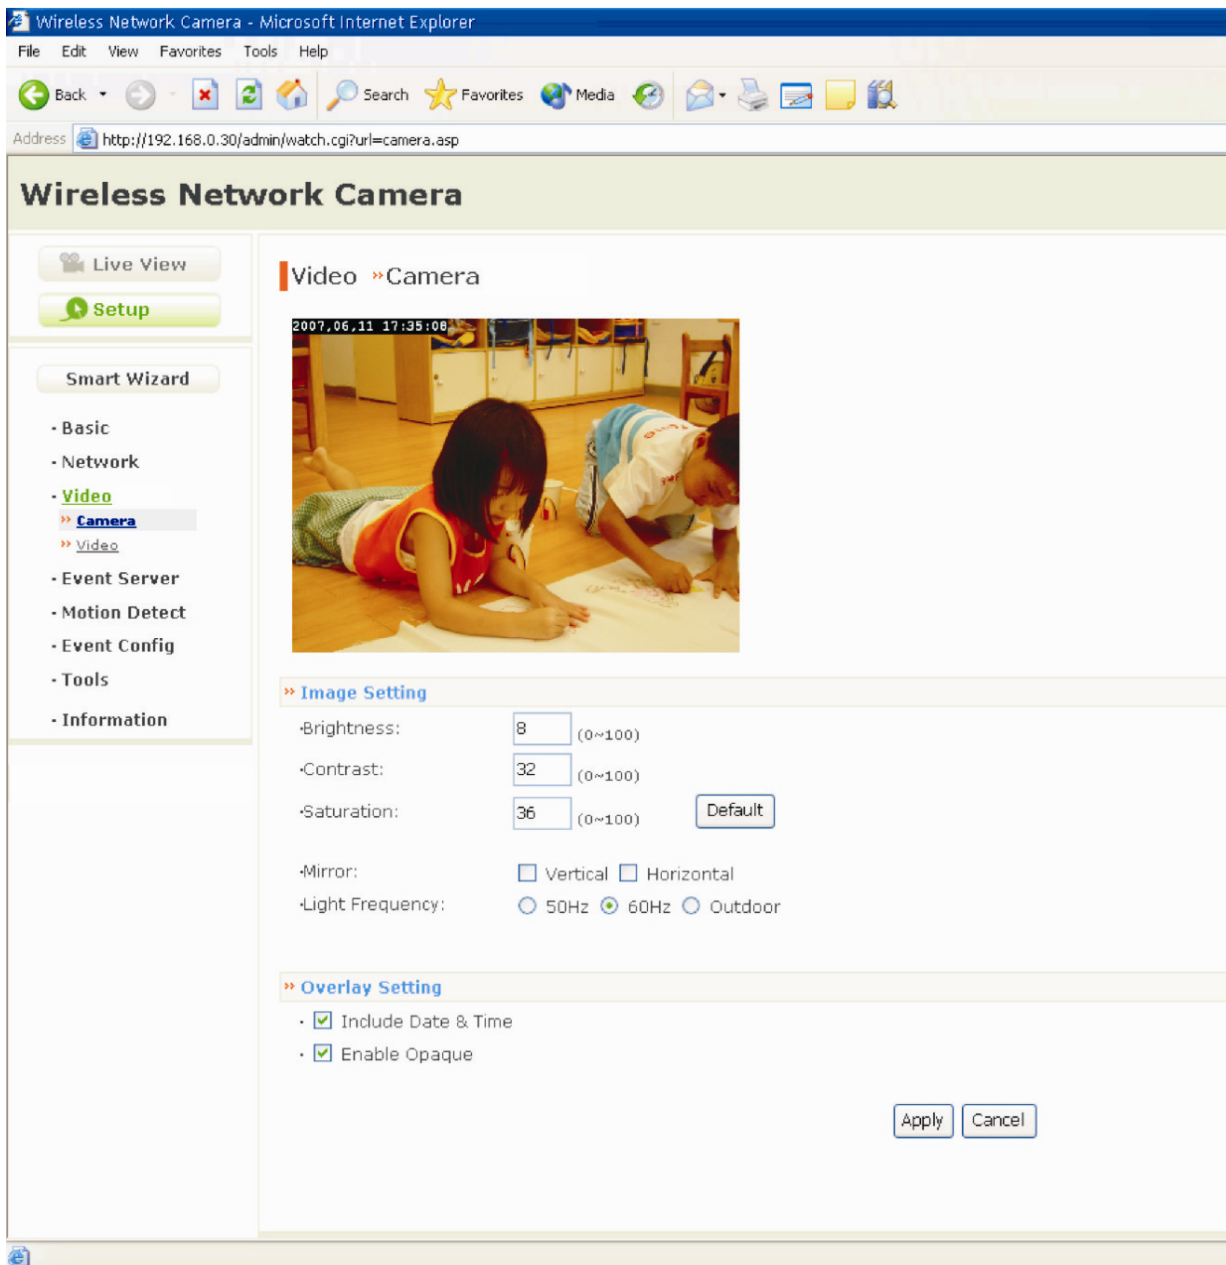 Wireless Network Camera - Microsoft Internet Explorer
File Edit View Favorites Tools Help
Back Search Favorites Media
Address http://192.168.0.30/admin/watch.cgi?url=camera.asp
Wireless Network Camera
Live View
Setup
Smart Wizard
· Basic
· Network
· Video
» Camera
» Video
· Event Server
· Motion Detect
· Event Config
· Tools
· Information
Video »Camera
2007,06,11 17:35:08
» Image Setting
·Brightness: 8 (0~100)
·Contrast: 32 (0~100)
·Saturation: 36 (0~100) Default
·Mirror: Vertical Horizontal
·Light Frequency: 50Hz 60Hz Outdoor
» Overlay Setting
· Include Date & Time
· Enable Opaque
Apply Cancel